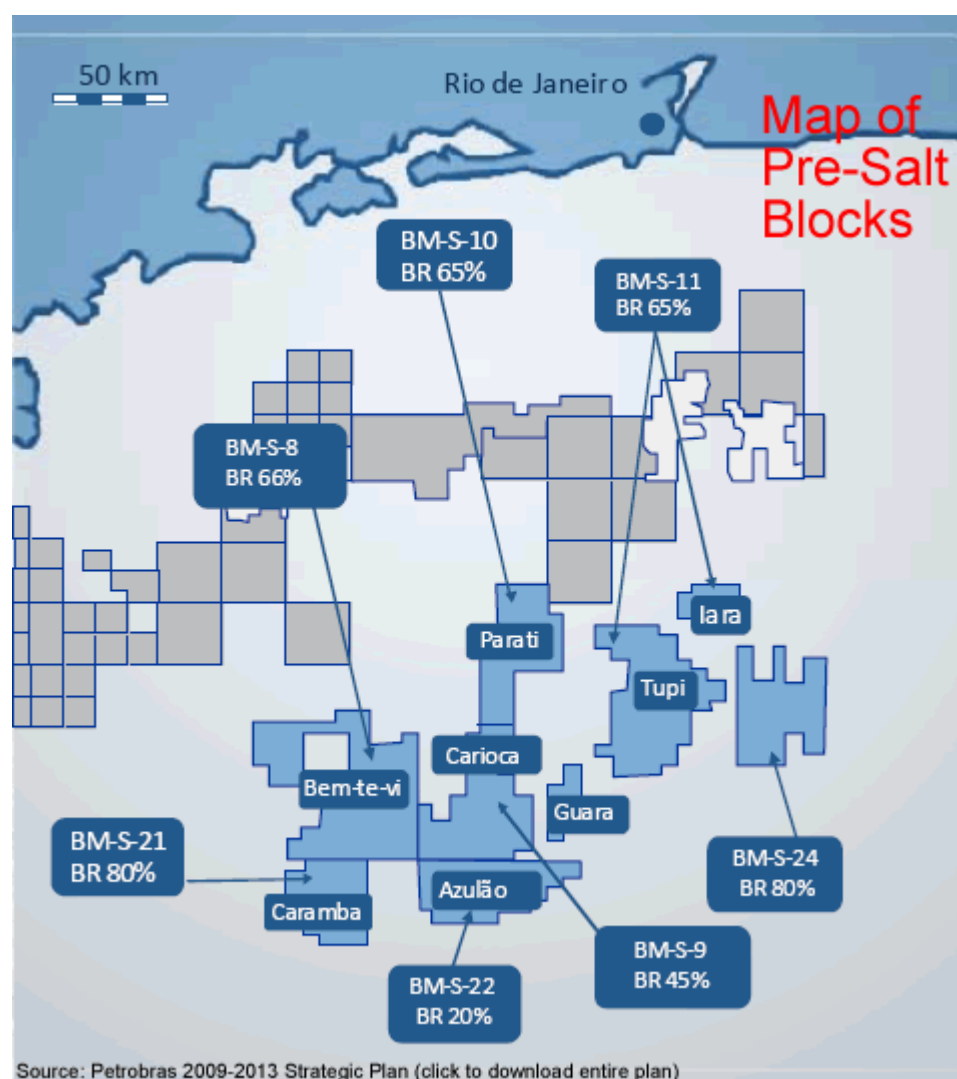 50 km
Rio de Janeiro
Map of
Pre-Salt
Blocks
BM-S-10
BR 65%
BM-S-11
BR 65%
BM-S-8
BR 66%
Iara
Parati
Tupi
Carioca
Bem-te-vi
Guara
BM-S-21
BR 80%
BM-S-24
BR 80%
Azulão
Caramba
BM-S-9
BR 45%
BM-S-22
BR 20%
Source: Petrobras 2009-2013 Strategic Plan (click to download entire plan)